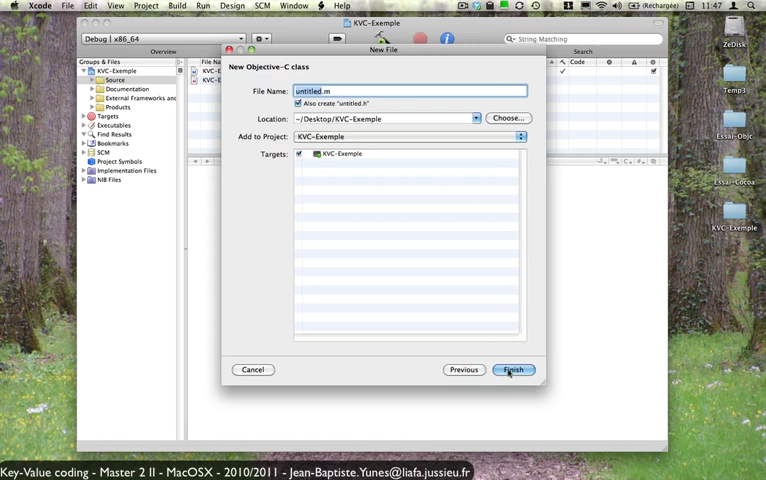 Xcode File Edit View Project Build Run Design SCM Window Help (Rechargée) 11:47
KVC-Exemple
Debug | x86_64
String Matching
Overview
Search
New File
New Objective-C class
File Name: untitled.m
Also create "untitled.h"
Location: ~/Desktop/KVC-Exemple
Choose...
Add to Project: KVC-Exemple
Targets: KVC-Exemple
Cancel
Previous
Finish
Groups & Files
KVC-Exemple
Source
Documentation
External Frameworks and
Products
Targets
Executables
Find Results
Bookmarks
SCM
Project Symbols
Implementation Files
NIB Files
File Nam
Code
ZeDisk
Temp3
Essai-Objc
Essai-Cocoa
KVC-Exemple
Key-Value coding - Master 2 II - MacOSX - 2010/2011 - Jean-Baptiste.Yunes@liafa.jussieu.fr